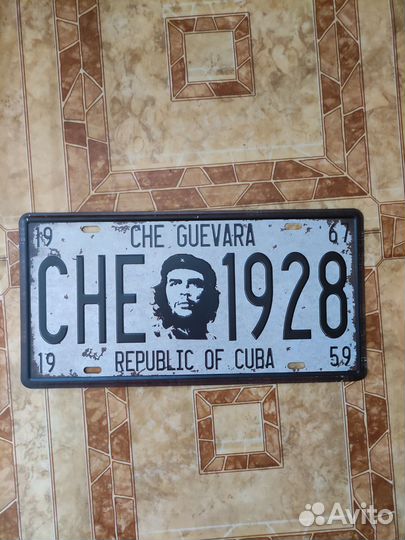 19 CHE GUEVARA 67
CHE 1928
19 REPUBLIC OF CUBA 59
Avito